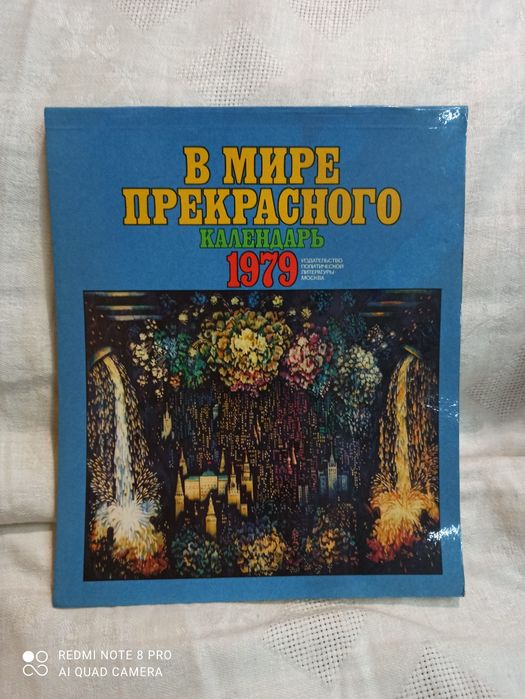 В МИРЕ
ПРЕКРАСНОГО
КАЛЕНДАРЬ
1979
ИЗДАТЕЛЬСТВО
ПОЛИТИЧЕСКОЙ
ЛИТЕРАТУРЫ
МОСКВА
REDMI NOTE 8 PRO
AI QUAD CAMERA